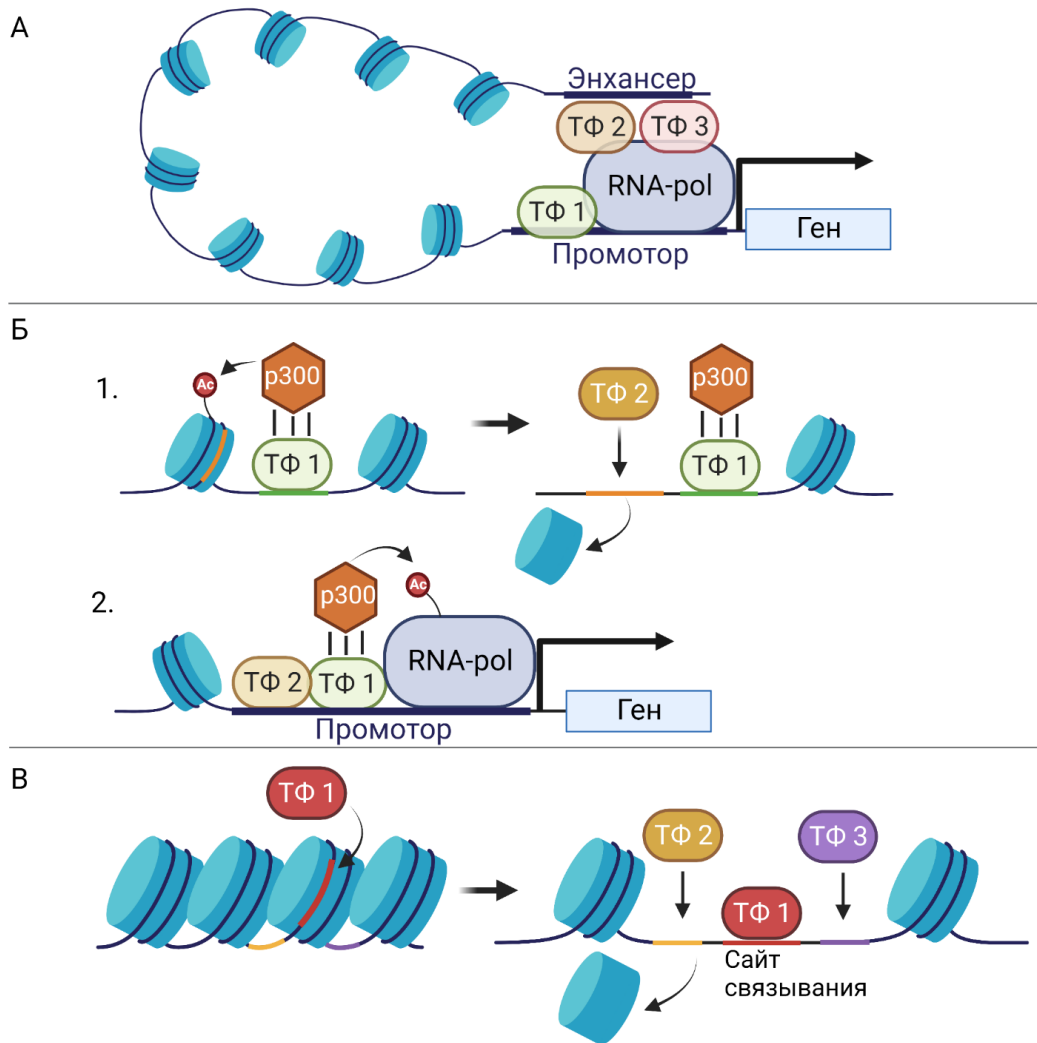 А
Энхансер
ТФ 2
ТФ 3
RNA-pol
ТФ 1
Ген
Промотор
Б
1.
Ac
p300
ТФ 1
ТФ 2
p300
ТФ 1
2.
p300
Ac
ТФ 2
ТФ 1
RNA-pol
Ген
Промотор
В
ТФ 1
ТФ 2
ТФ 3
ТФ 1
Сайт
связывания